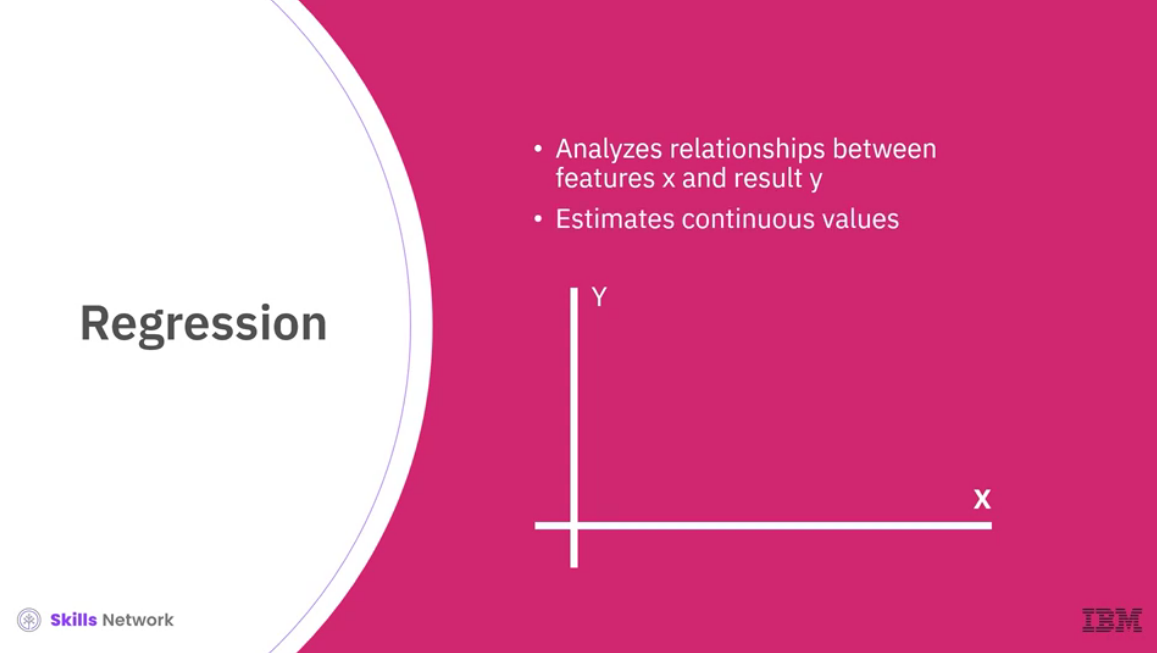 Regression
• Analyzes relationships between
features x and result y
• Estimates continuous values
Y
X
Skills Network
IBM